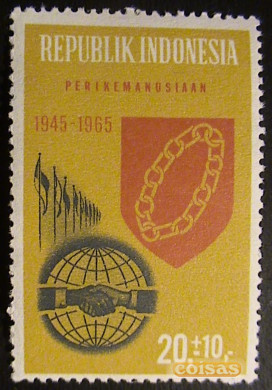 REPUBLIK INDONESIA
PERIKEMANUSIAAN
1945-1965
20.±10,-
coisas